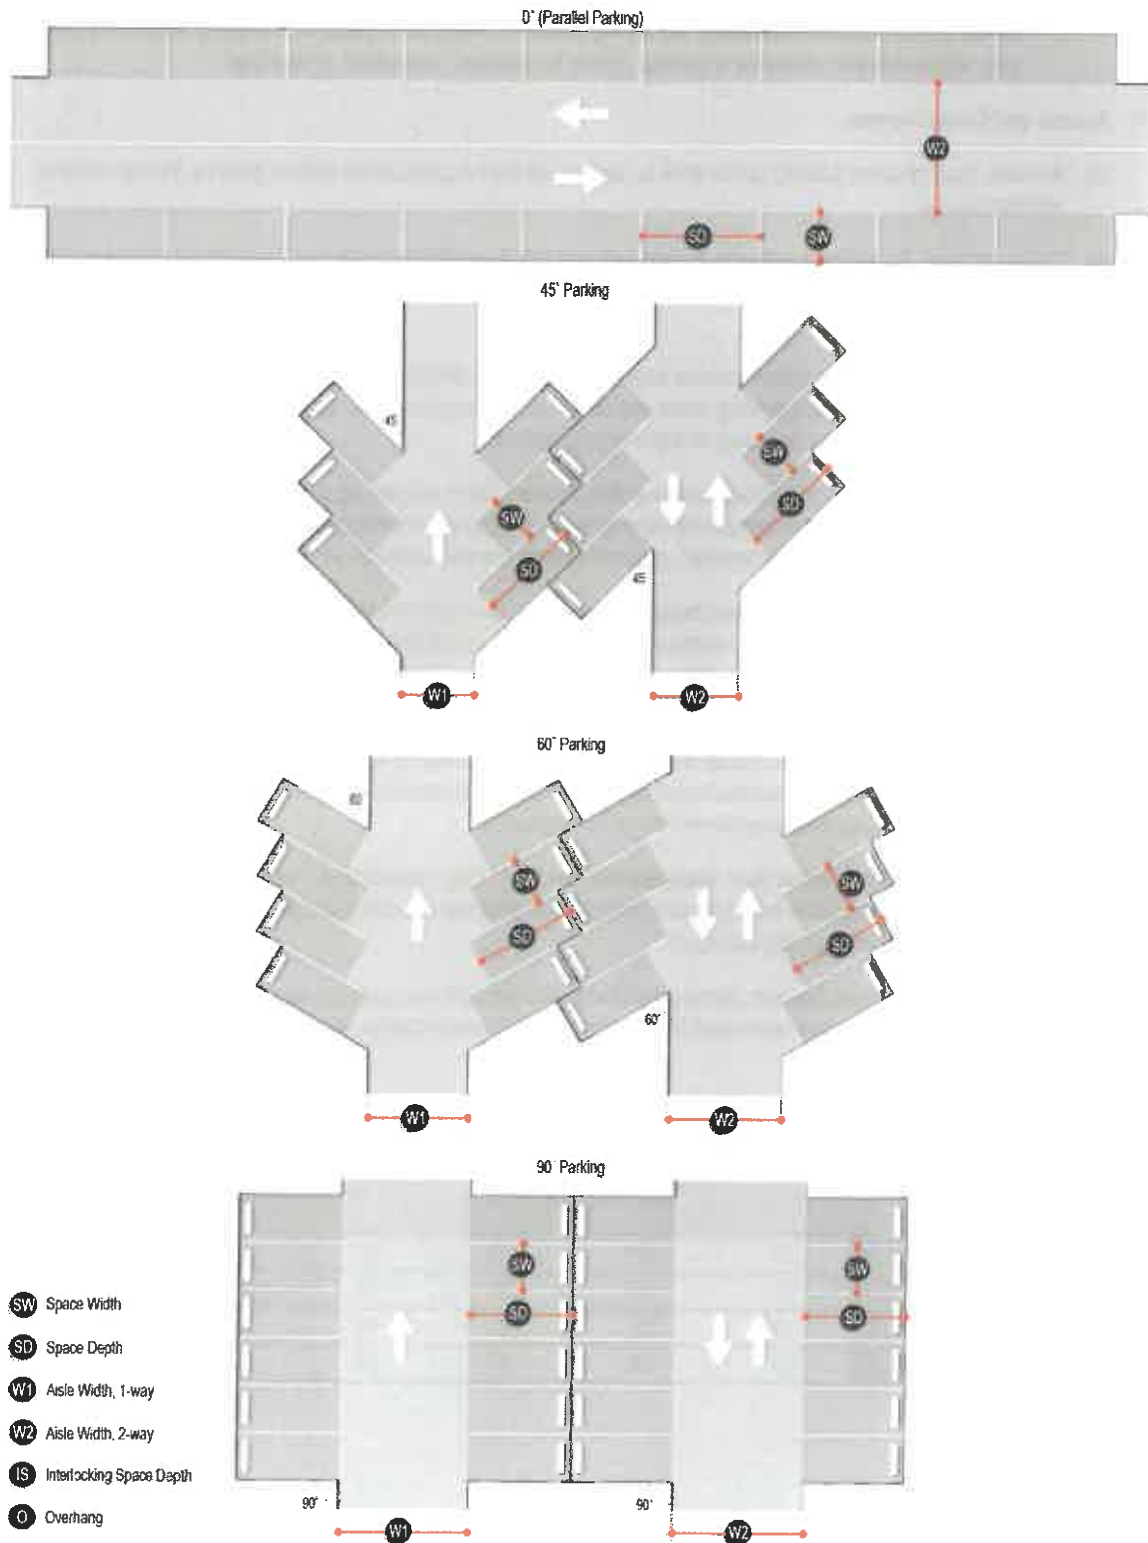 0° (Parallel Parking)
W2
SD
SW
45° Parking
45
SW
SD
SW
SD
45
W1
W2
60° Parking
60
SW
SD
SW
SD
60°
W1
W2
90° Parking
SW
SD
SW
SD
SW Space Width
SD Space Depth
W1 Aisle Width, 1-way
W2 Aisle Width, 2-way
IS Interlocking Space Depth
O Overhang
90°
90°
W1
W2